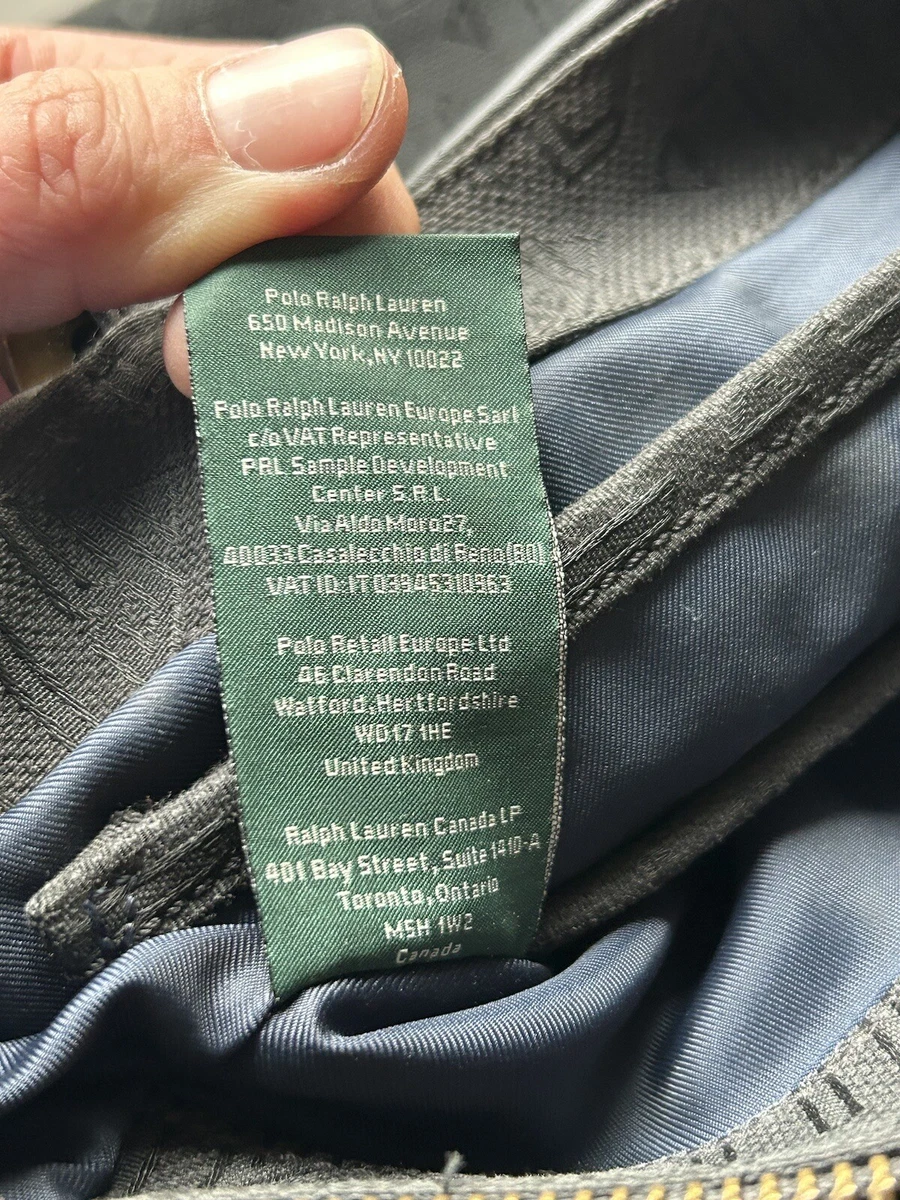 Polo Ralph Lauren
650 Madison Avenue
New York, NY 10022
Polo Ralph Lauren Europe Sarl
c/o VAT Representative
PRL Sample Development
Center S.R.L.
Via Aldo Moro 27,
40033 Casalecchio di Reno (BO)
VAT ID: IT 03845310963
Polo Retail Europe Ltd
46 Clarendon Road
Watford, Hertfordshire
WD17 1HE
United Kingdom
Ralph Lauren Canada LP
401 Bay Street, Suite 1410-A
Toronto, Ontario
M5H 1W2
Canada